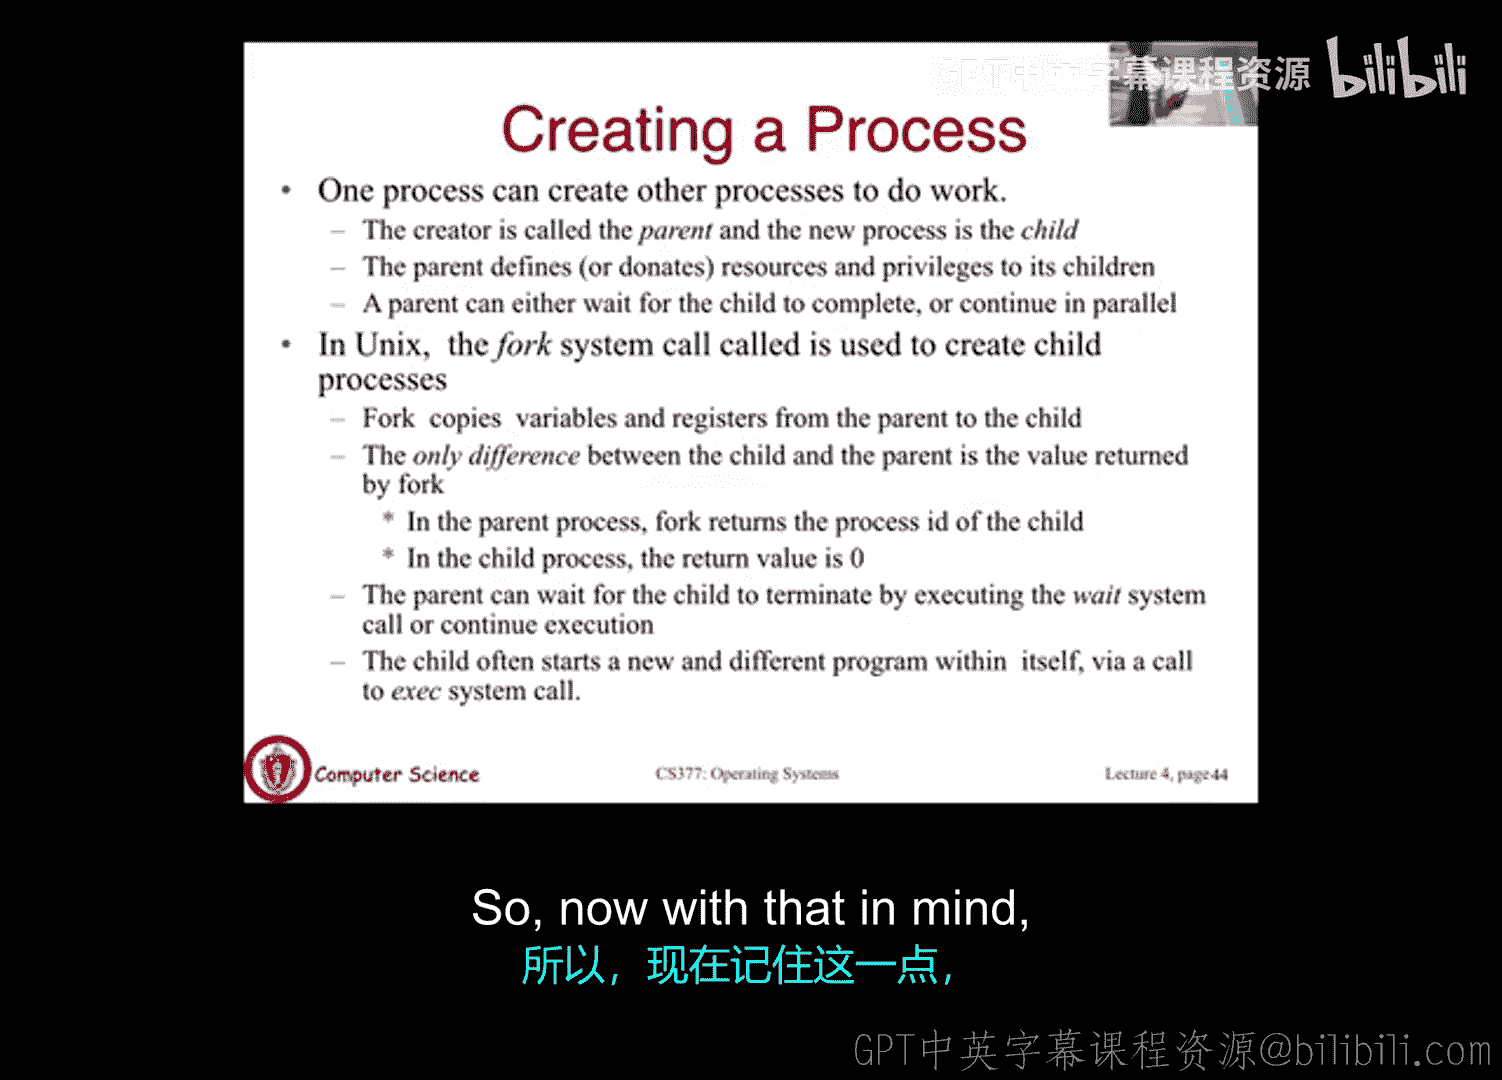 GPT中英字幕课程资源 bilibili
Creating a Process
• One process can create other processes to do work.
– The creator is called the parent and the new process is the child
– The parent defines (or donates) resources and privileges to its children
– A parent can either wait for the child to complete, or continue in parallel
• In Unix, the fork system call called is used to create child
processes
– Fork copies variables and registers from the parent to the child
– The only difference between the child and the parent is the value returned
by fork
* In the parent process, fork returns the process id of the child
* In the child process, the return value is 0
– The parent can wait for the child to terminate by executing the wait system
call or continue execution
– The child often starts a new and different program within itself, via a call
to exec system call.
Computer Science
CS377: Operating Systems
Lecture 4, page 44
So, now with that in mind,
所以，现在记住这一点，
GPT中英字幕课程资源@bilibili.com